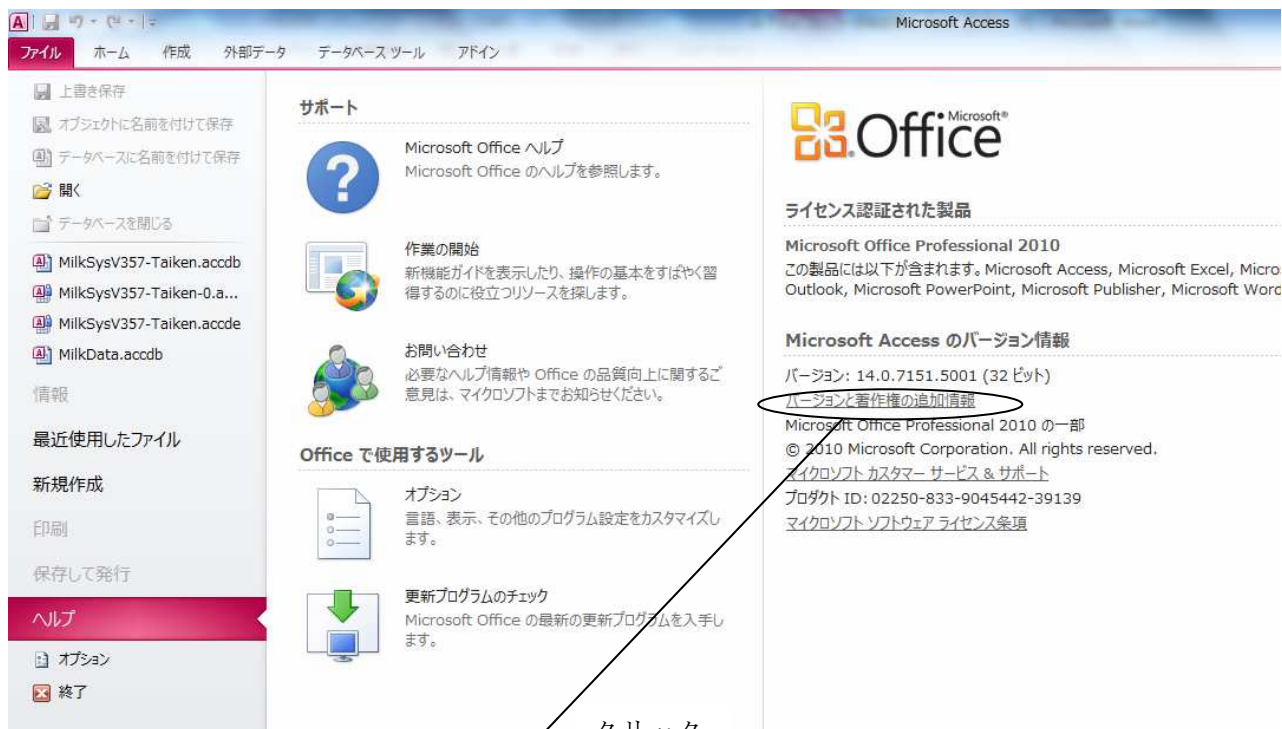 Microsoft Access
ファイル ホーム 作成 外部データ データベース ツール アドイン
上書き保存
オブジェクトに名前を付けて保存
データベースに名前を付けて保存
開く
データベースを閉じる
MilkSysV357-Taiken.accdb
MilkSysV357-Taiken-0.a...
MilkSysV357-Taiken.accde
MilkData.accdb
情報
最近使用したファイル
新規作成
印刷
保存して発行
ヘルプ
オプション
終了
サポート
Microsoft Office ヘルプ
Microsoft Office のヘルプを参照します。
作業の開始
新機能ガイドを表示したり、操作の基本をすばやく習
得するのに役立つリソースを探します。
お問い合わせ
必要なヘルプ情報や Office の品質向上に関するご
意見は、マイクロソフトまでお知らせください。
Office で使用するツール
オプション
言語、表示、その他のプログラム設定をカスタマイズし
ます。
更新プログラムのチェック
Microsoft Office の最新の更新プログラムを入手し
ます。
Microsoft®
Office
ライセンス認証された製品
Microsoft Office Professional 2010
この製品には以下が含まれます。Microsoft Access, Microsoft Excel, Micro
Outlook, Microsoft PowerPoint, Microsoft Publisher, Microsoft Word
Microsoft Access のバージョン情報
バージョン: 14.0.7151.5001 (32 ビット)
バージョンと著作権の追加情報
Microsoft Office Professional 2010 の一部
© 2010 Microsoft Corporation. All rights reserved.
マイクロソフト カスタマー サービス & サポート
プロダクト ID: 02250-833-9045442-39139
マイクロソフト ソフトウェア ライセンス条項
クリック